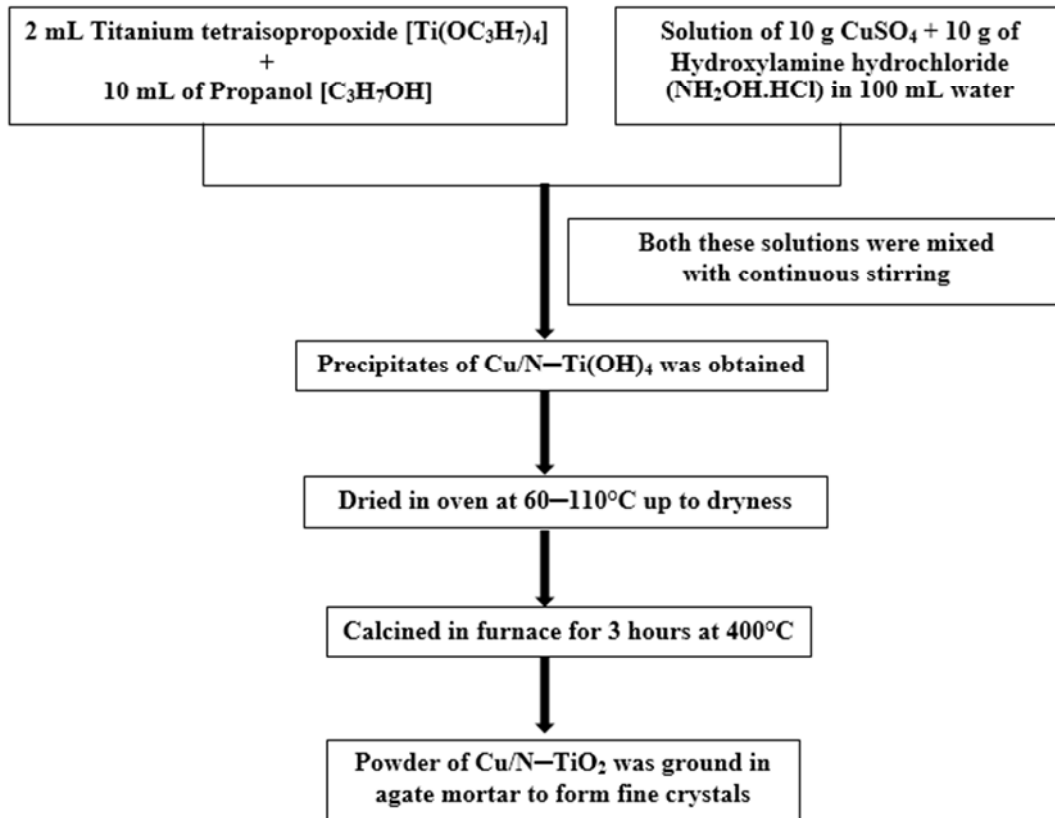 2 mL Titanium tetraisopropoxide [Ti(OC₃H₇)₄]
+
10 mL of Propanol [C₃H₇OH]
Solution of 10 g CuSO₄ + 10 g of
Hydroxylamine hydrochloride
(NH₂OH.HCl) in 100 mL water
Both these solutions were mixed
with continuous stirring
Precipitates of Cu/N–Ti(OH)₄ was obtained
Dried in oven at 60–110°C up to dryness
Calcined in furnace for 3 hours at 400°C
Powder of Cu/N–TiO₂ was ground in
agate mortar to form fine crystals